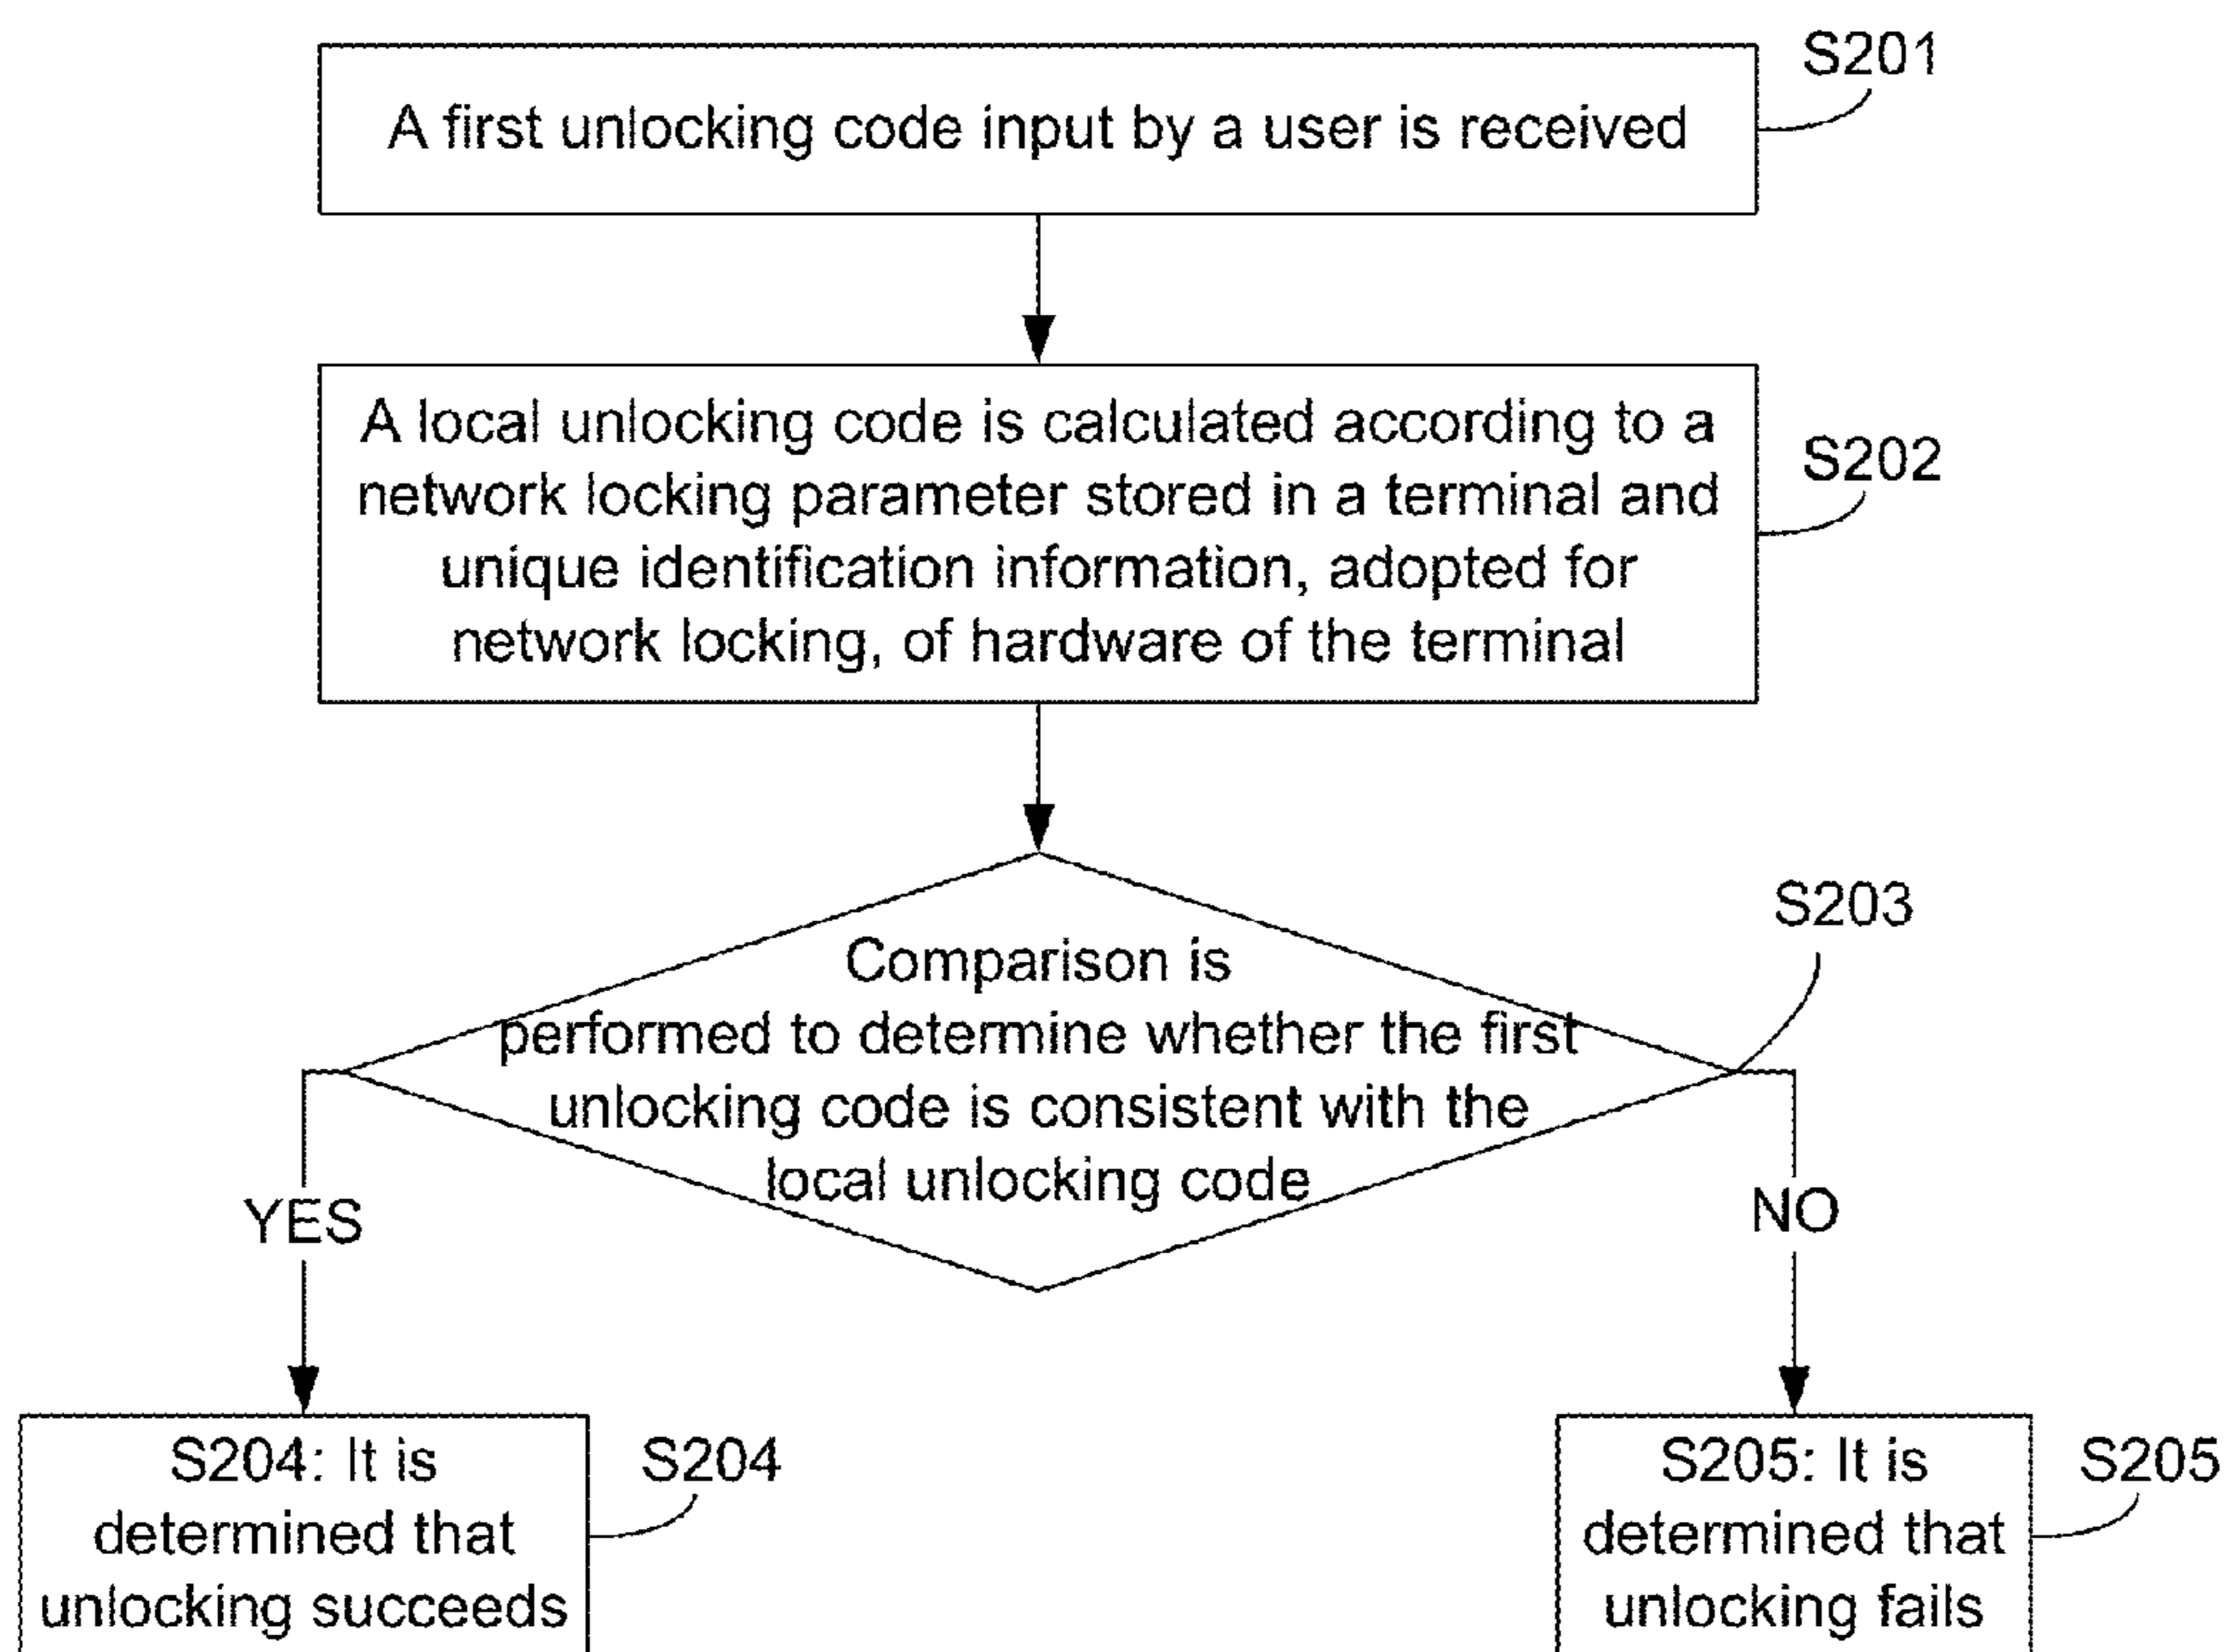 S201
A first unlocking code input by a user is received
A local unlocking code is calculated according to a
network locking parameter stored in a terminal and
unique identification information, adopted for
network locking, of hardware of the terminal
S202
S203
Comparison is
performed to determine whether the first
unlocking code is consistent with the
local unlocking code
YES
NO
S204: It is
determined that
unlocking succeeds
S204
S205: It is
determined that
unlocking fails
S205